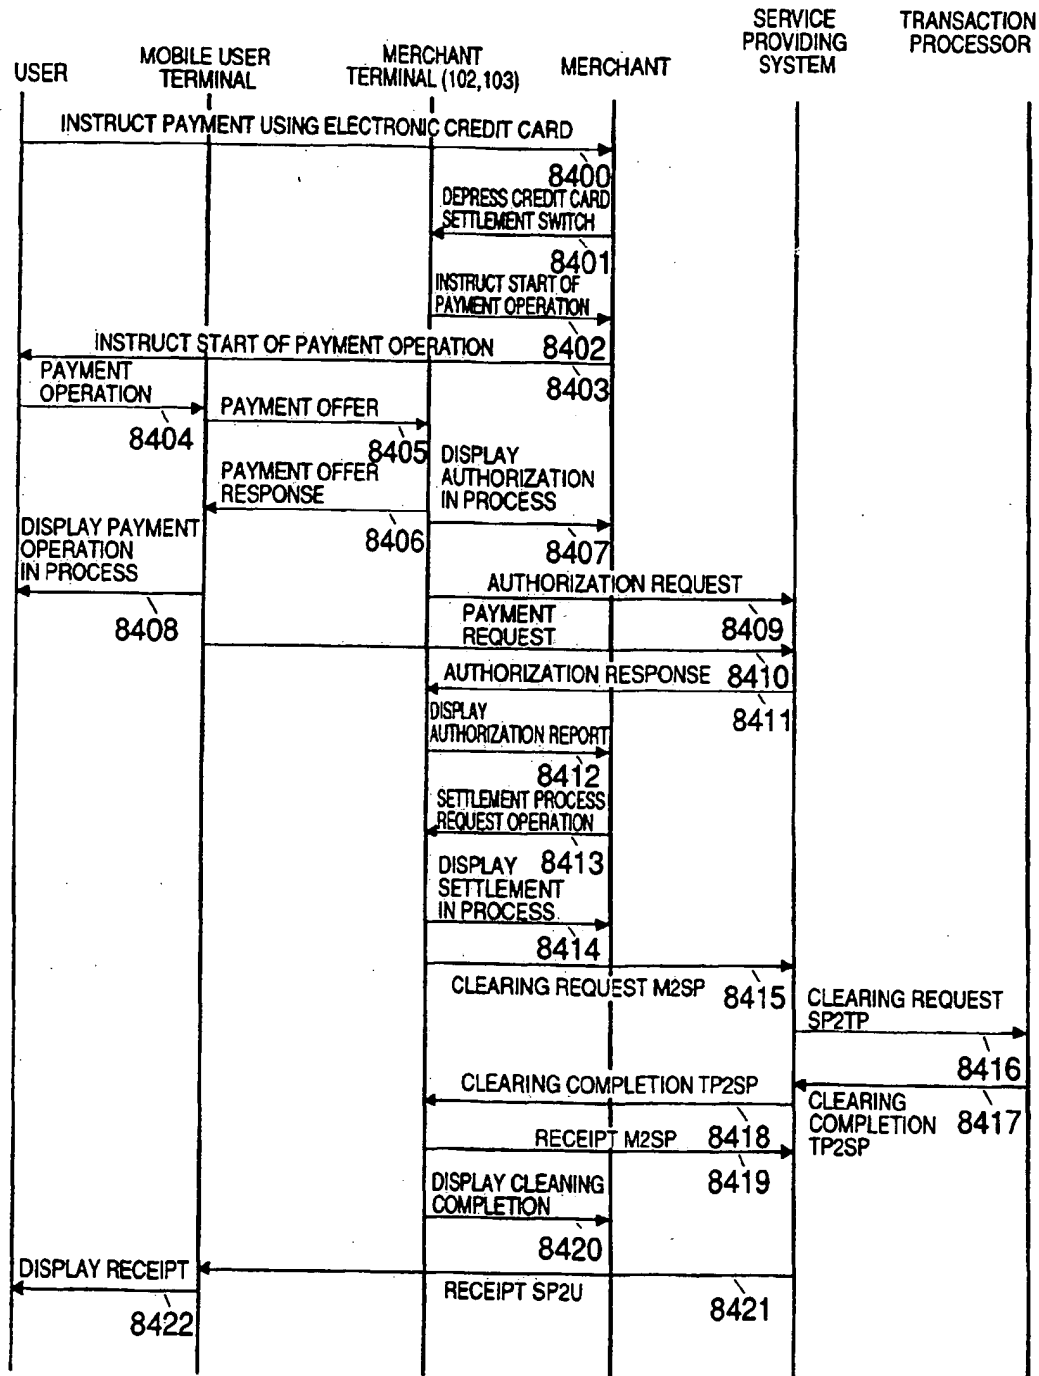 USER
MOBILE USER
TERMINAL
MERCHANT
TERMINAL (102,103)
MERCHANT
SERVICE
PROVIDING
SYSTEM
TRANSACTION
PROCESSOR
INSTRUCT PAYMENT USING ELECTRONIC CREDIT CARD
8400
DEPRESS CREDIT CARD
SETTLEMENT SWITCH
8401
INSTRUCT START OF
PAYMENT OPERATION
8402
INSTRUCT START OF PAYMENT OPERATION
8403
PAYMENT
OPERATION
8404
PAYMENT OFFER
8405
PAYMENT OFFER
RESPONSE
8406
DISPLAY
AUTHORIZATION
IN PROCESS
8407
DISPLAY PAYMENT
OPERATION
IN PROCESS
8408
AUTHORIZATION REQUEST
8409
PAYMENT
REQUEST
8410
AUTHORIZATION RESPONSE
8411
DISPLAY
AUTHORIZATION REPORT
8412
SETTLEMENT PROCESS
REQUEST OPERATION
8413
DISPLAY
SETTLEMENT
IN PROCESS
8414
CLEARING REQUEST M2SP
8415
CLEARING REQUEST
SP2TP
8416
CLEARING
COMPLETION
TP2SP
8417
CLEARING COMPLETION TP2SP
8418
RECEIPT M2SP
8419
DISPLAY CLEANING
COMPLETION
8420
RECEIPT SP2U
8421
DISPLAY RECEIPT
8422